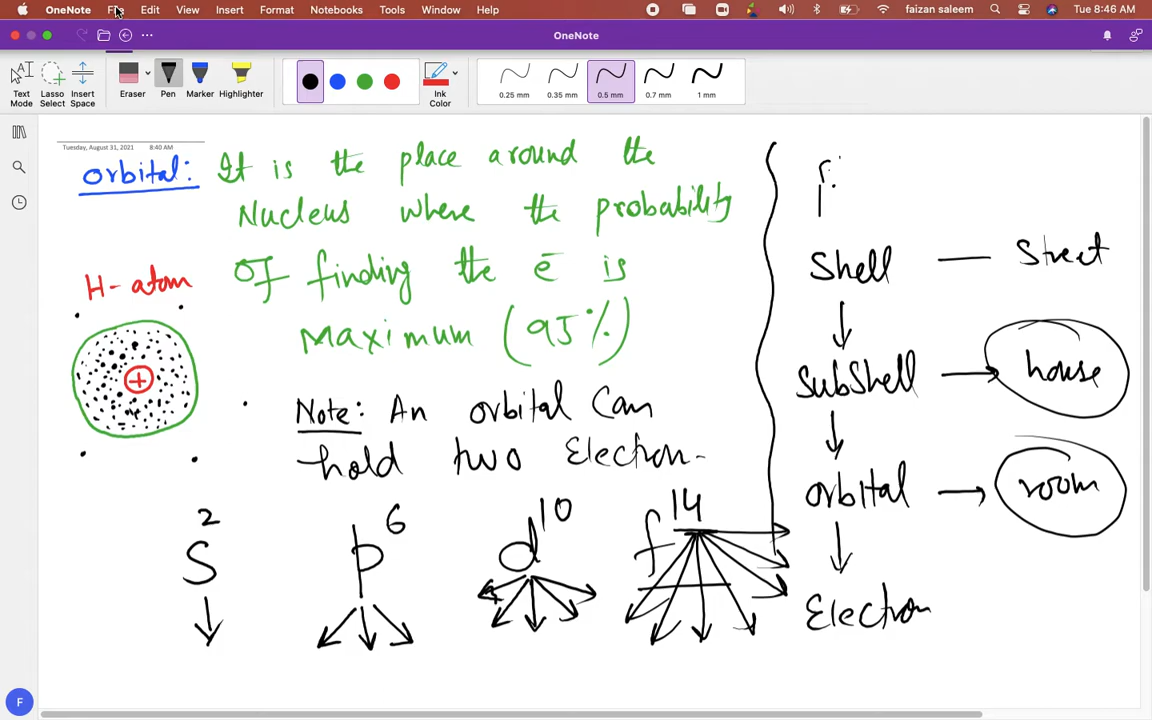 OneNote File Edit View Insert Format Notebooks Tools Window Help faizan saleem Tue 8:46 AM
OneNote
Text Mode Lasso Select Insert Space Eraser Pen Marker Highlighter Ink Color 0.25 mm 0.35 mm 0.5 mm 0.7 mm 1 mm
Tuesday, August 31, 2021 8:40 AM
Orbital: It is the place around the
Nucleus where the probability
Of finding the e̅ is
Maximum (95%)
H-atom
+
Note: An orbital Can
hold two Electron-
S² p⁶ d¹⁰ f¹⁴
Shell — Street
↓
SubShell → house
↓
orbital → room
↓
Electron
F